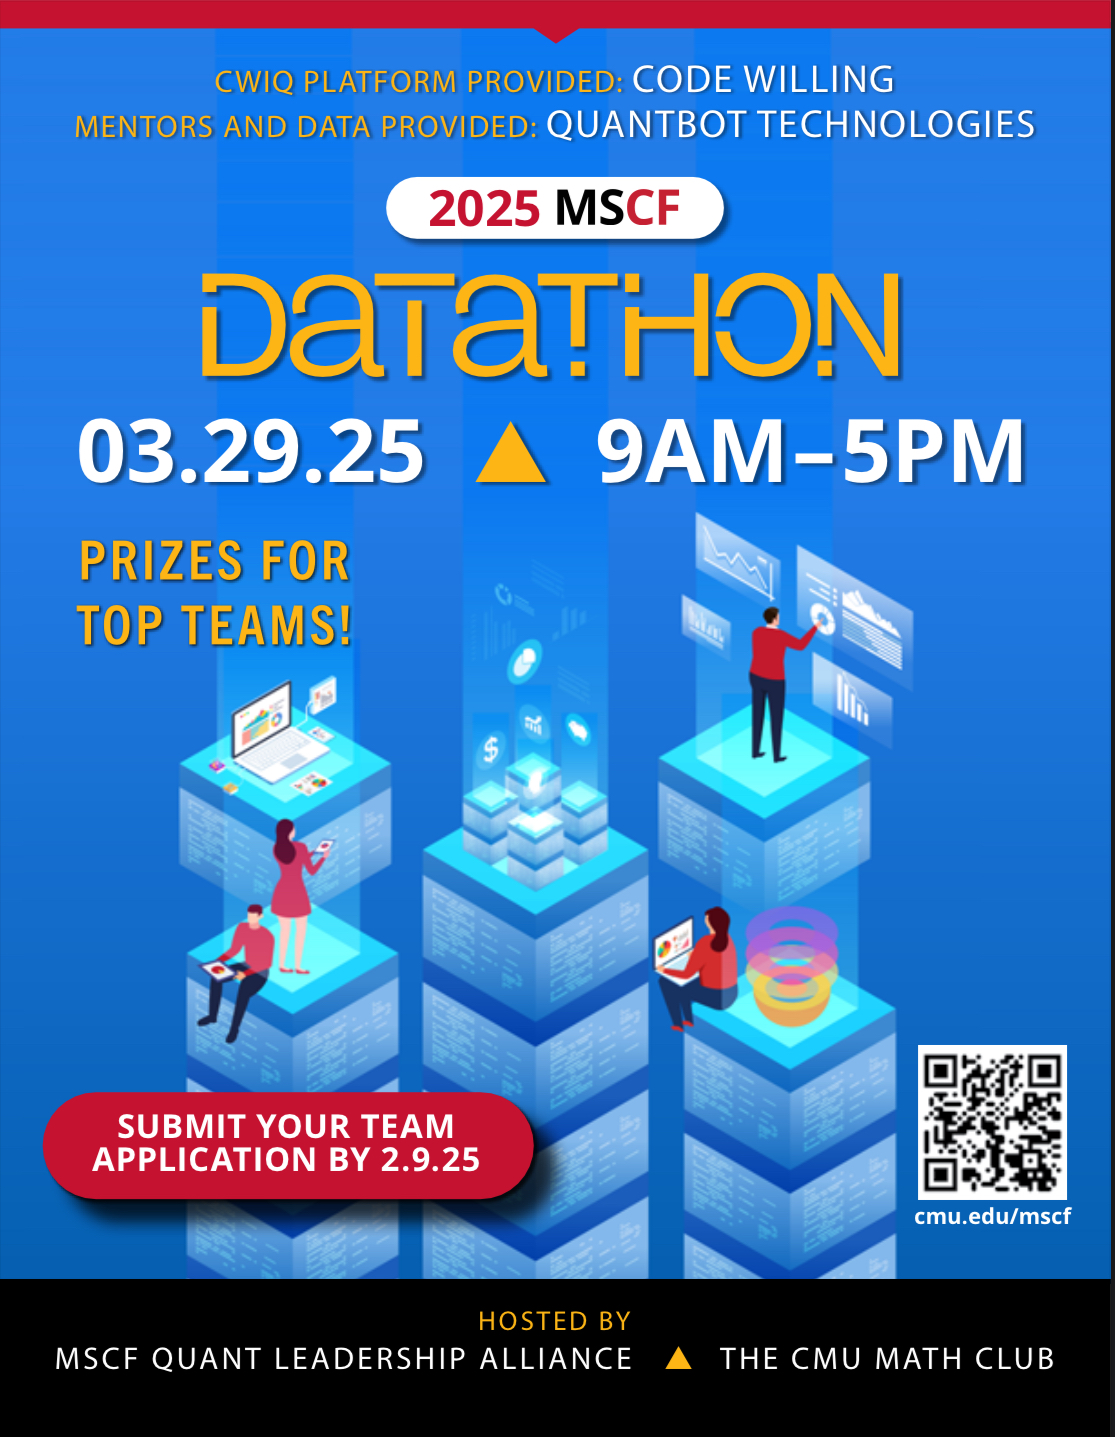 CWIQ PLATFORM PROVIDED: CODE WILLING
MENTORS AND DATA PROVIDED: QUANTBOT TECHNOLOGIES
2025 MSCF
DATATHON
03.29.25 ▲ 9AM–5PM
PRIZES FOR
TOP TEAMS!
$
SUBMIT YOUR TEAM
APPLICATION BY 2.9.25
cmu.edu/mscf
HOSTED BY
MSCF QUANT LEADERSHIP ALLIANCE ▲ THE CMU MATH CLUB